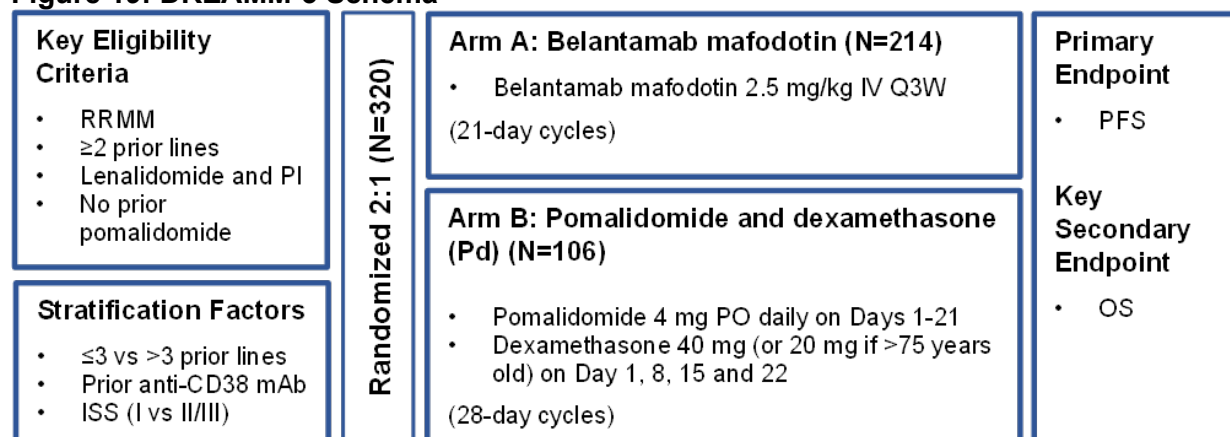 Key Eligibility
Criteria
• RRMM
• ≥2 prior lines
• Lenalidomide and PI
• No prior
pomalidomide
Stratification Factors
• ≤3 vs >3 prior lines
• Prior anti-CD38 mAb
• ISS (I vs II/III)
Randomized 2:1 (N=320)
Arm A: Belantamab mafodotin (N=214)
• Belantamab mafodotin 2.5 mg/kg IV Q3W
(21-day cycles)
Arm B: Pomalidomide and dexamethasone
(Pd) (N=106)
• Pomalidomide 4 mg PO daily on Days 1-21
• Dexamethasone 40 mg (or 20 mg if >75 years
old) on Day 1, 8, 15 and 22
(28-day cycles)
Primary
Endpoint
• PFS
Key
Secondary
Endpoint
• OS